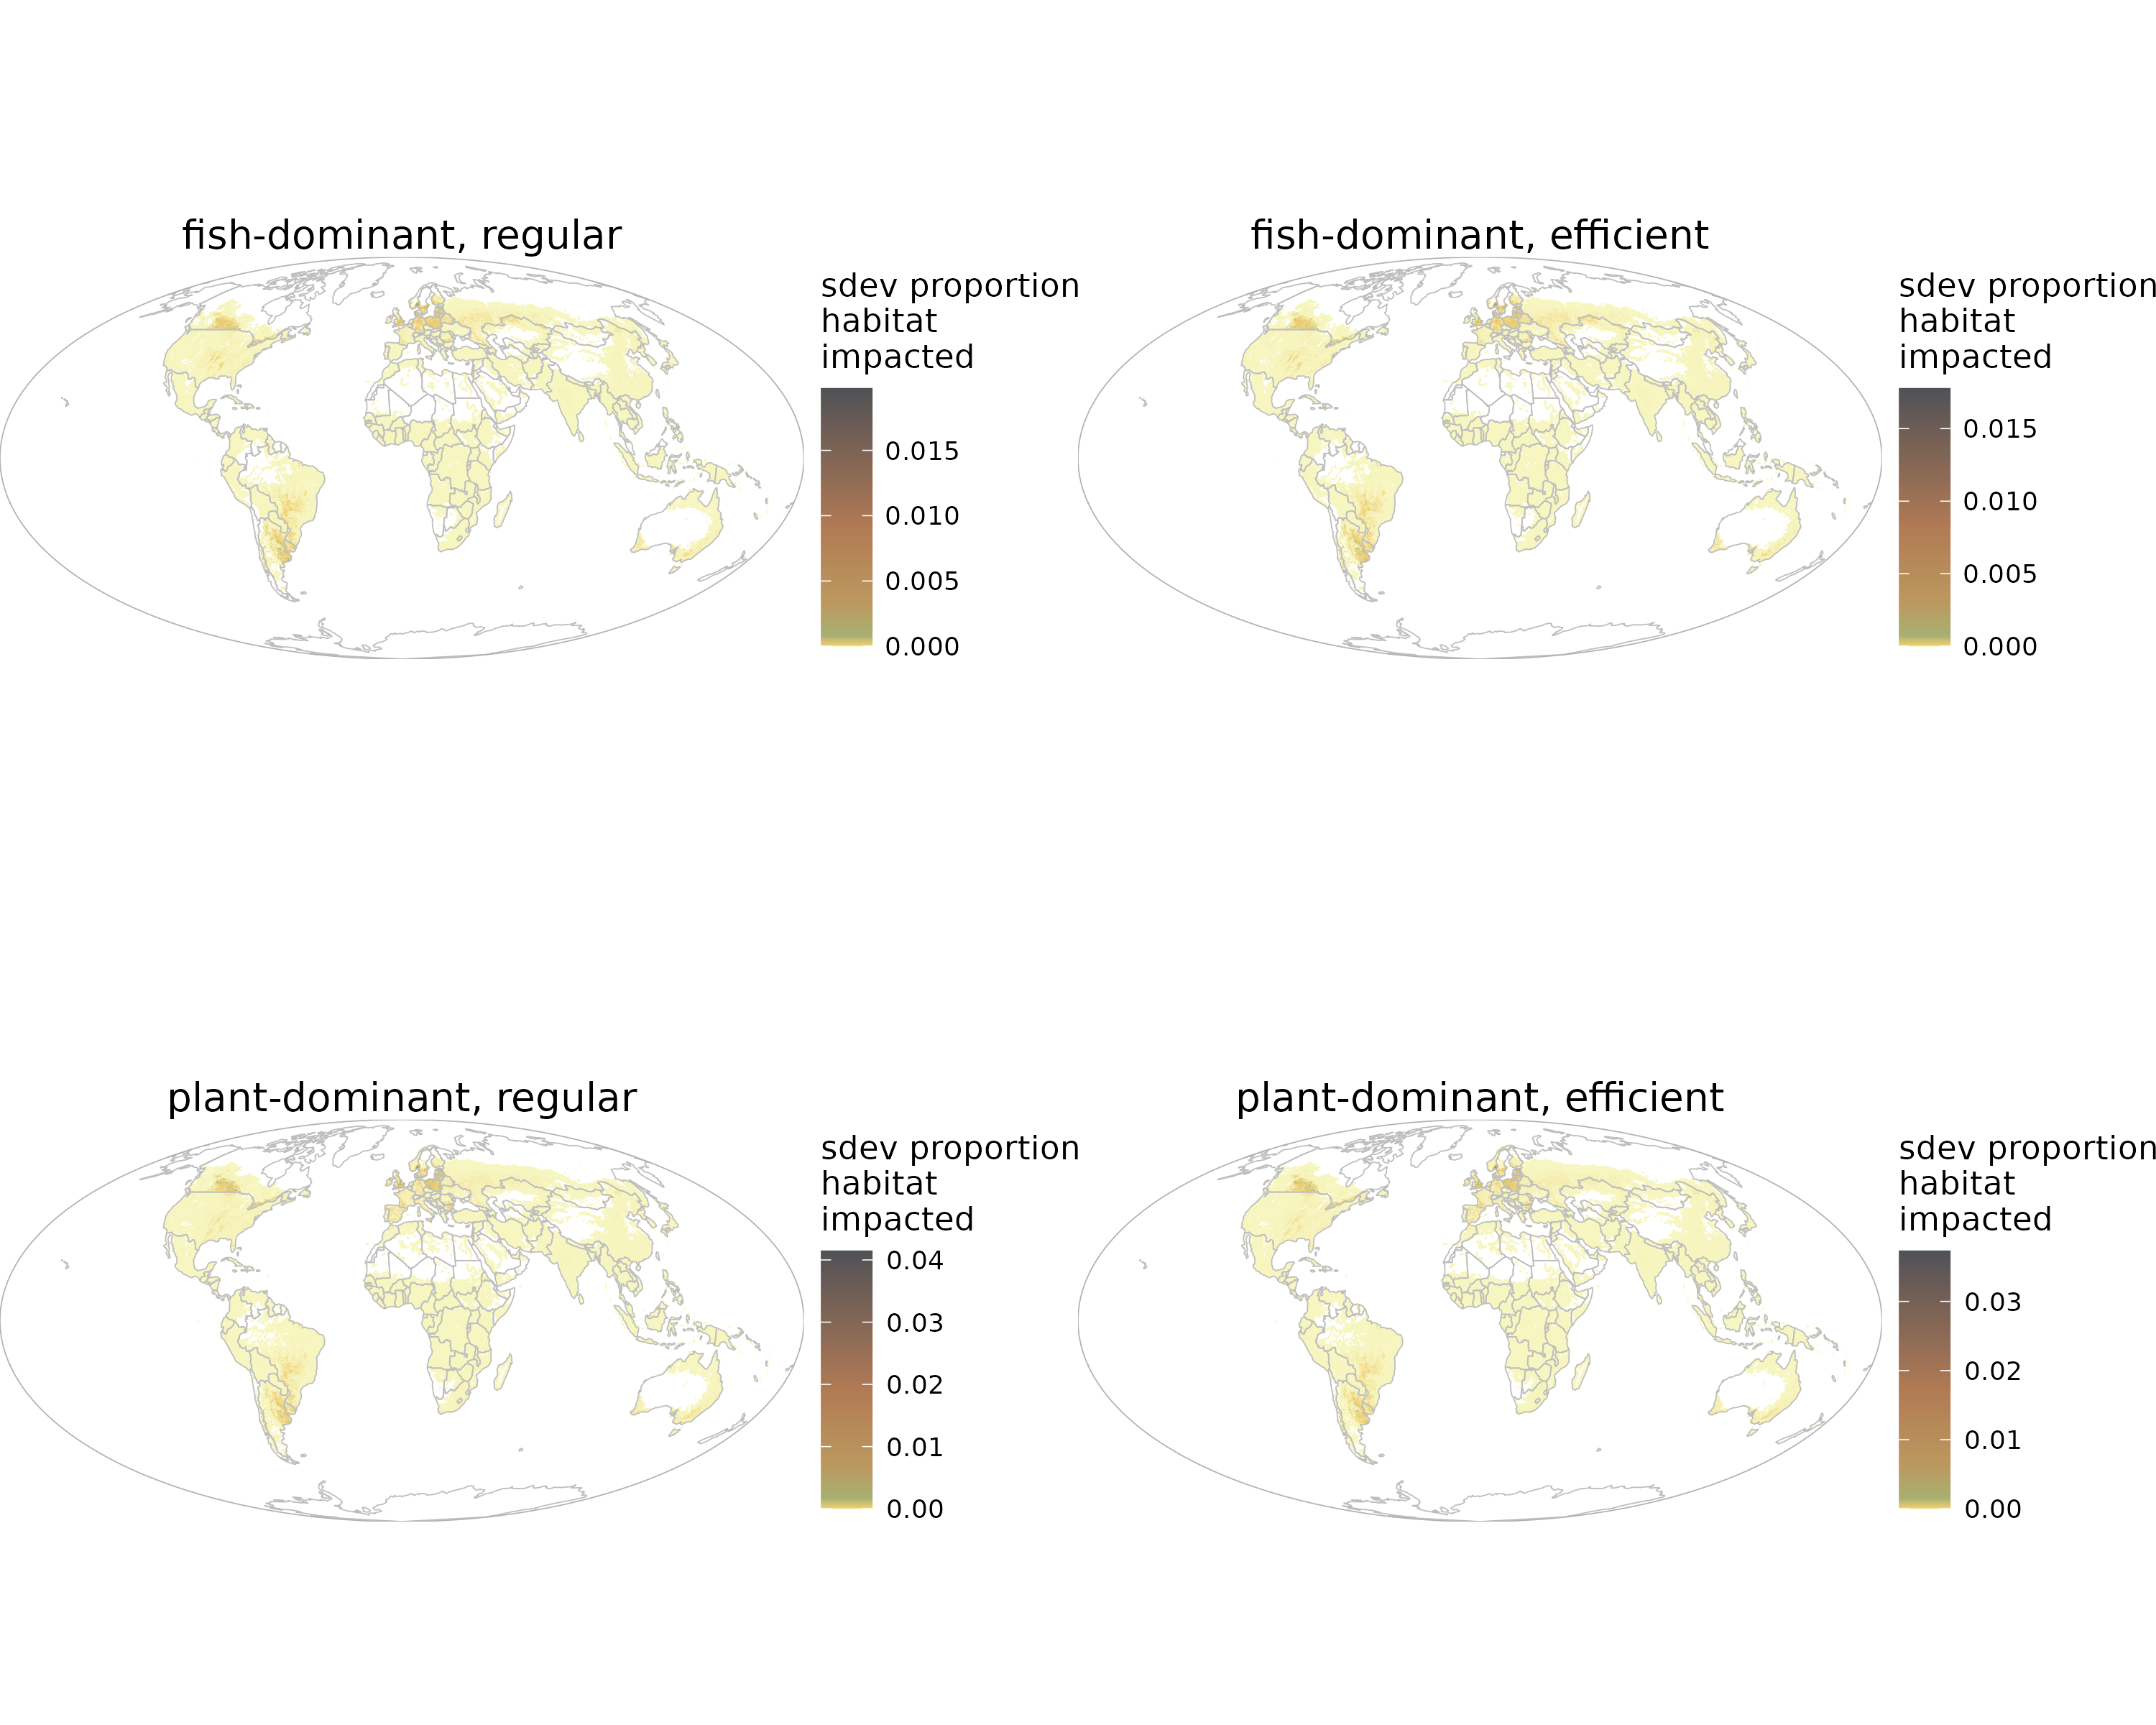 fish-dominant, regular
sdev proportion
habitat
impacted
0.015
0.010
0.005
0.000
fish-dominant, efficient
sdev proportion
habitat
impacted
0.015
0.010
0.005
0.000
plant-dominant, regular
sdev proportion
habitat
impacted
0.04
0.03
0.02
0.01
0.00
plant-dominant, efficient
sdev proportion
habitat
impacted
0.03
0.02
0.01
0.00